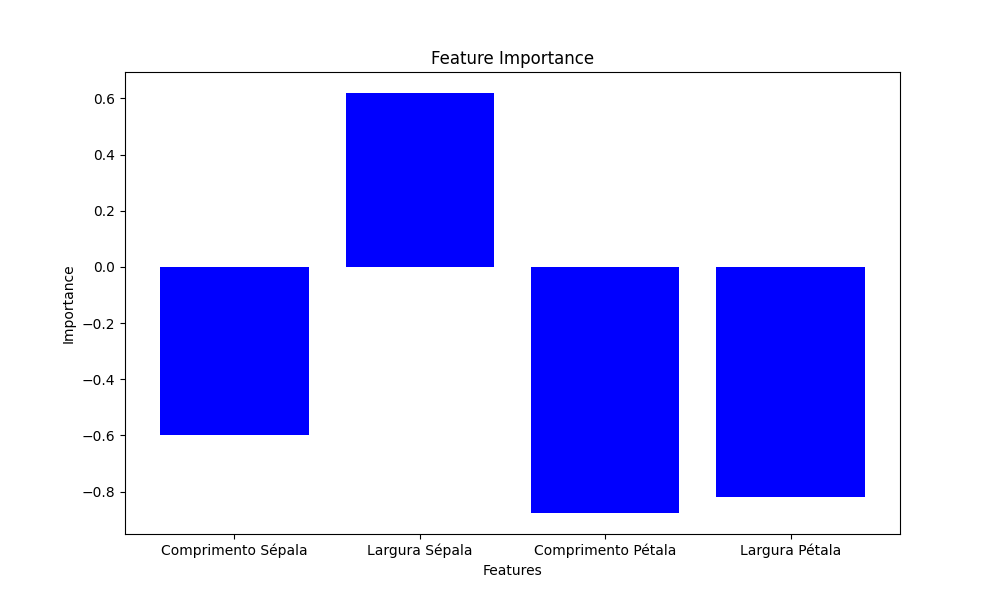 Feature Importance
0.6
0.4
0.2
0.0
−0.2
−0.4
−0.6
−0.8
Importance
Comprimento Sépala
Largura Sépala
Comprimento Pétala
Largura Pétala
Features